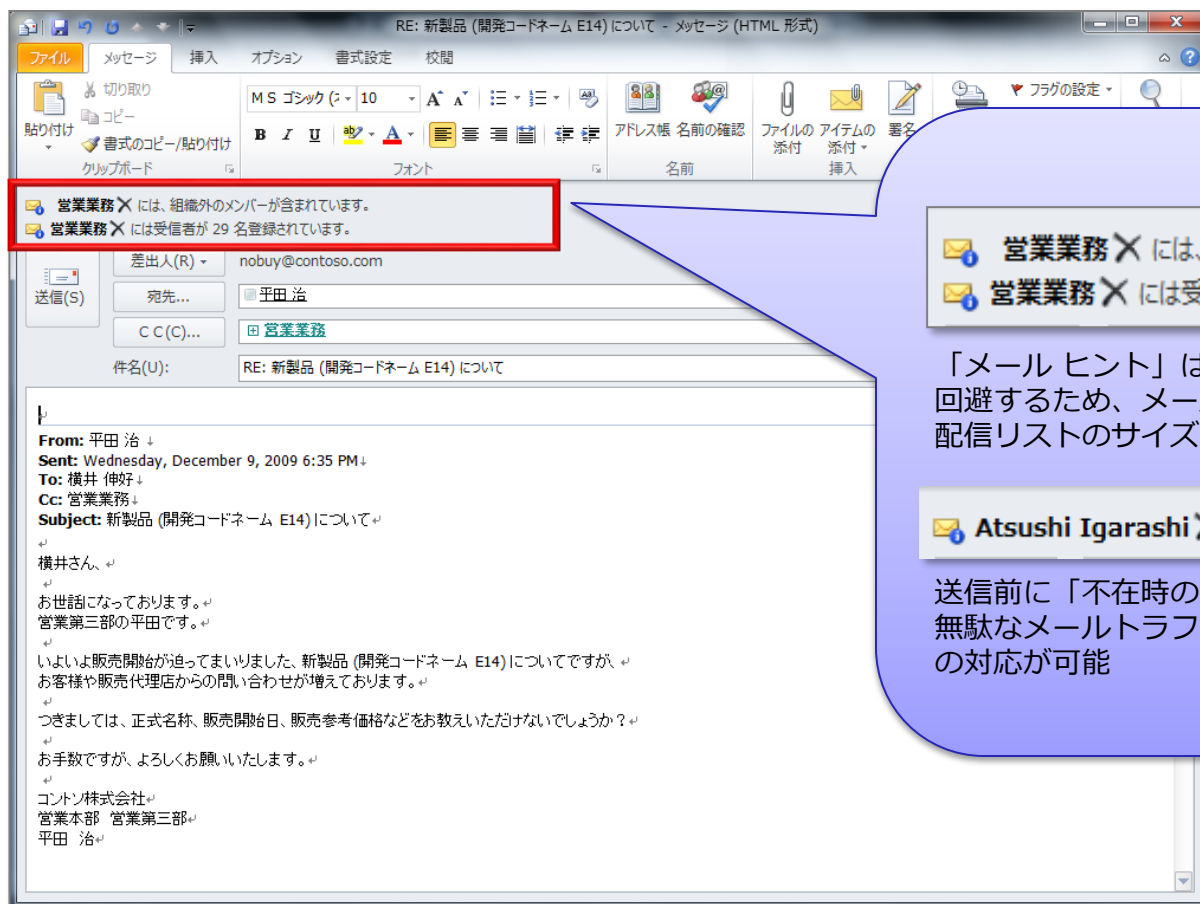 RE: 新製品 (開発コードネーム E14) について - メッセージ (HTML 形式)
ファイル メッセージ 挿入 オプション 書式設定 校閲
貼り付け
切り取り
コピー
書式のコピー/貼り付け
クリップボード
MS ゴシック (ﾆ 10
B I U
フォント
アドレス帳 名前の確認
名前
ファイルの添付
アイテムの添付
署名
挿入
フラグの設定
営業業務 には、組織外のメンバーが含まれています。
営業業務 には受信者が 29 名登録されています。
送信(S)
差出人(R) nobuy@contoso.com
宛先... 平田 治
C C(C)... 営業業務
件名(U): RE: 新製品 (開発コードネーム E14) について
From: 平田 治
Sent: Wednesday, December 9, 2009 6:35 PM
To: 横井 伸好
Cc: 営業業務
Subject: 新製品 (開発コードネーム E14) について
横井さん、
お世話になっております。
営業第三部の平田です。
いよいよ販売開始が迫ってまいりました、新製品 (開発コードネーム E14) についてですが、
お客様や販売代理店からの問い合わせが増えております。
つきましては、正式名称、販売開始日、販売参考価格などをお教えいただけないでしょうか？
お手数ですが、よろしくお願いいたします。
コントソ株式会社
営業本部 営業第三部
平田 治
営業業務 には、
営業業務 には受
「メール ヒント」は
回避するため、メー
配信リストのサイズ
Atsushi Igarashi
送信前に「不在時の
無駄なメールトラフ
の対応が可能